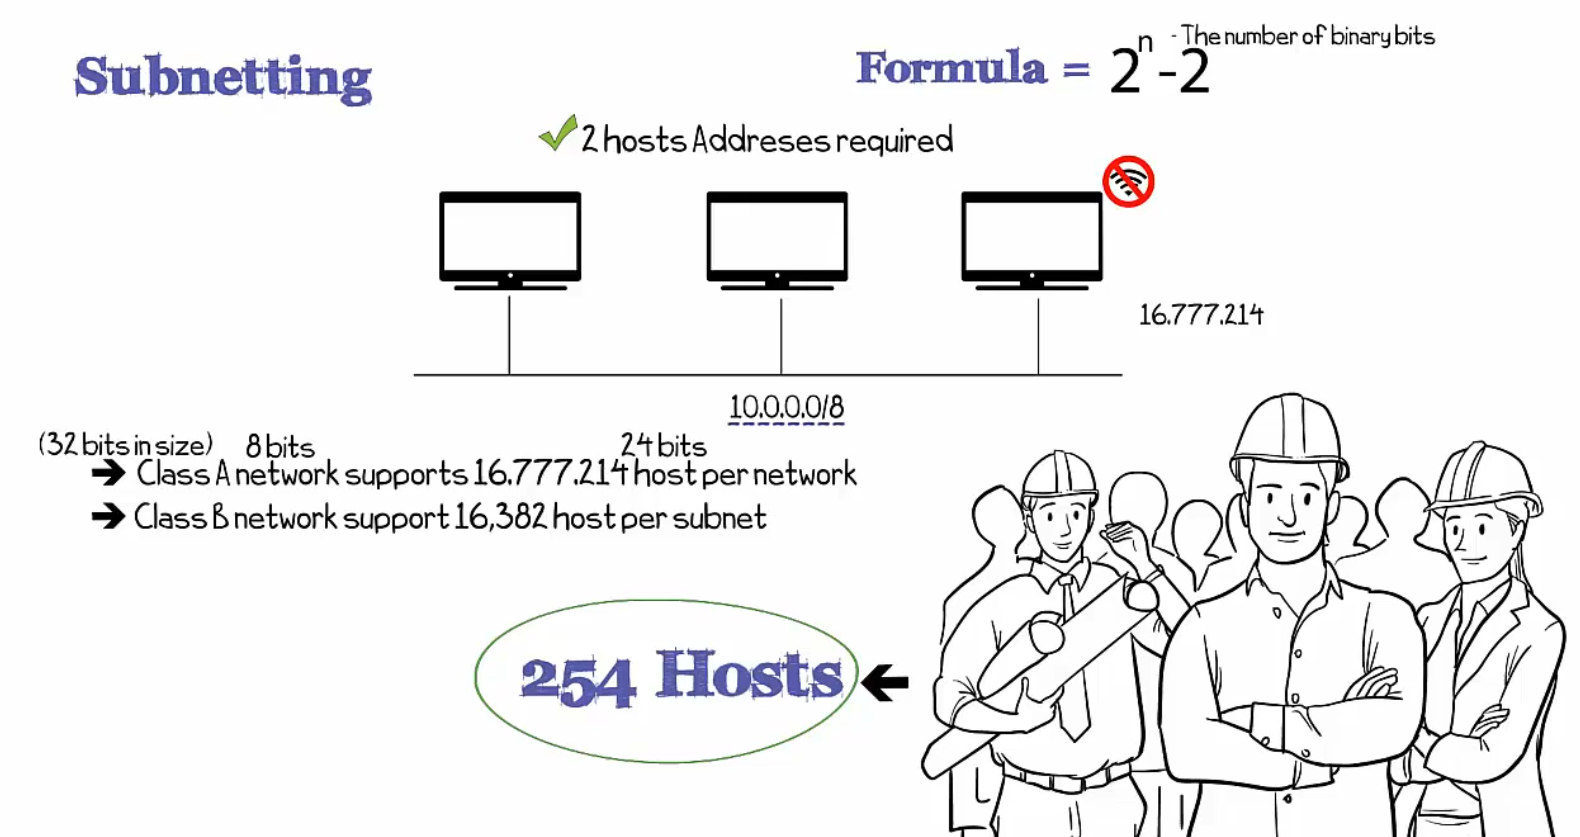 Subnetting
Formula = 2ⁿ-2 - The number of binary bits
2 hosts Addreses required
16.777.214
10.0.0.0/8
(32 bits in size) 8 bits 24 bits
Class A network supports 16.777.214 host per network
Class B network support 16,382 host per subnet
254 Hosts